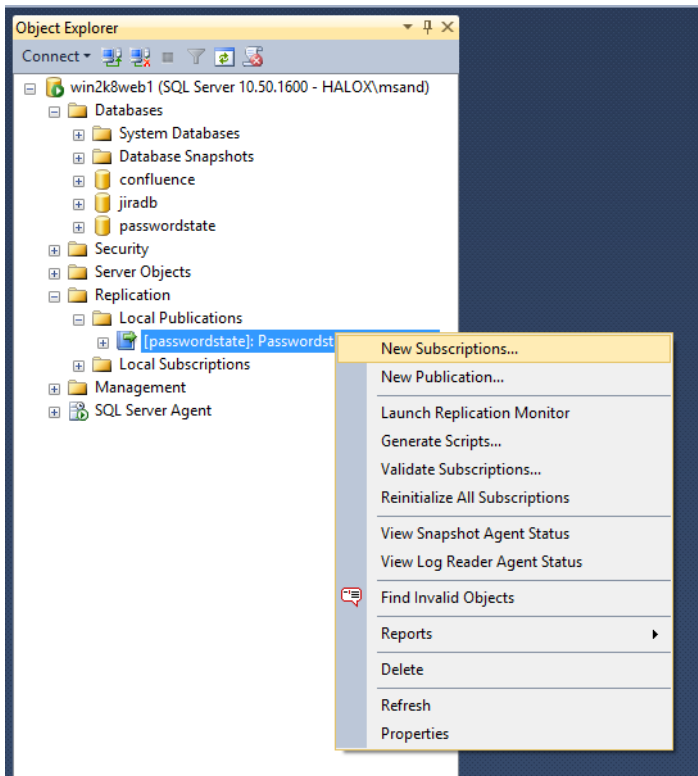 Object Explorer
Connect
win2k8web1 (SQL Server 10.50.1600 - HALOX\msand)
Databases
System Databases
Database Snapshots
confluence
jiradb
passwordstate
Security
Server Objects
Replication
Local Publications
[passwordstate]: Passwordst
Local Subscriptions
Management
SQL Server Agent
New Subscriptions...
New Publication...
Launch Replication Monitor
Generate Scripts...
Validate Subscriptions...
Reinitialize All Subscriptions
View Snapshot Agent Status
View Log Reader Agent Status
Find Invalid Objects
Reports
Delete
Refresh
Properties